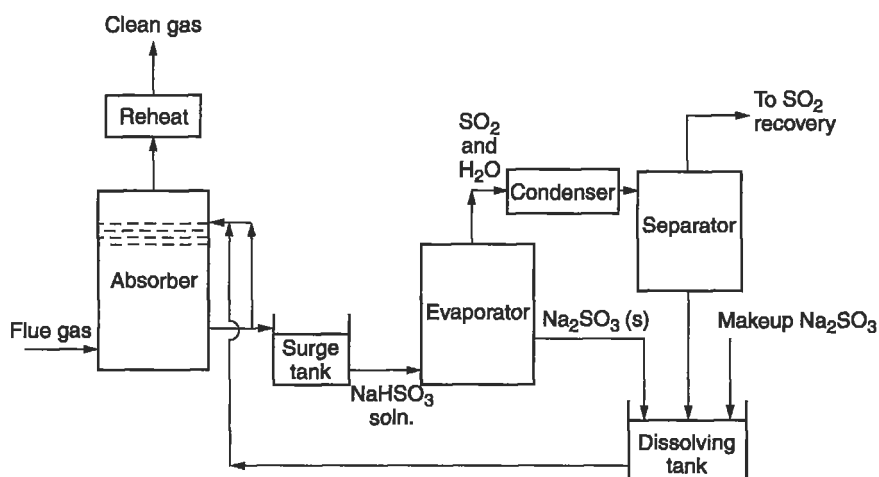 Clean gas
Reheat
Absorber
Flue gas
Surge
tank
NaHSO3
soln.
SO2
and
H2O
Condenser
Evaporator
Na2SO3 (s)
Separator
To SO2
recovery
Makeup Na2SO3
Dissolving
tank